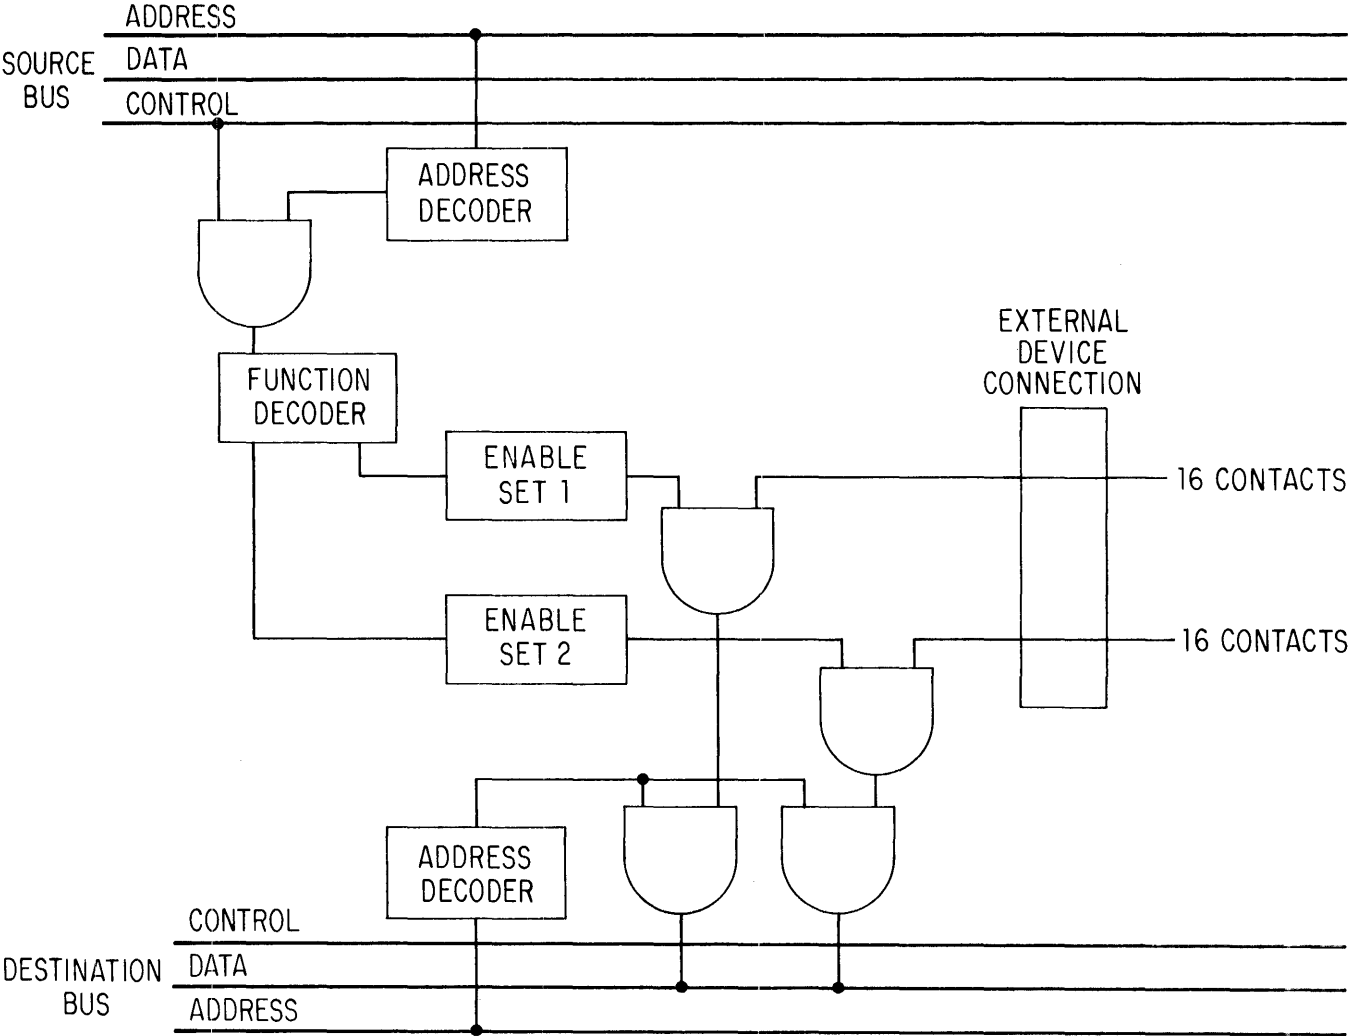 ADDRESS
SOURCE
BUS
DATA
CONTROL
ADDRESS
DECODER
FUNCTION
DECODER
EXTERNAL
DEVICE
CONNECTION
ENABLE
SET 1
16 CONTACTS
ENABLE
SET 2
16 CONTACTS
ADDRESS
DECODER
CONTROL
DESTINATION
BUS
DATA
ADDRESS